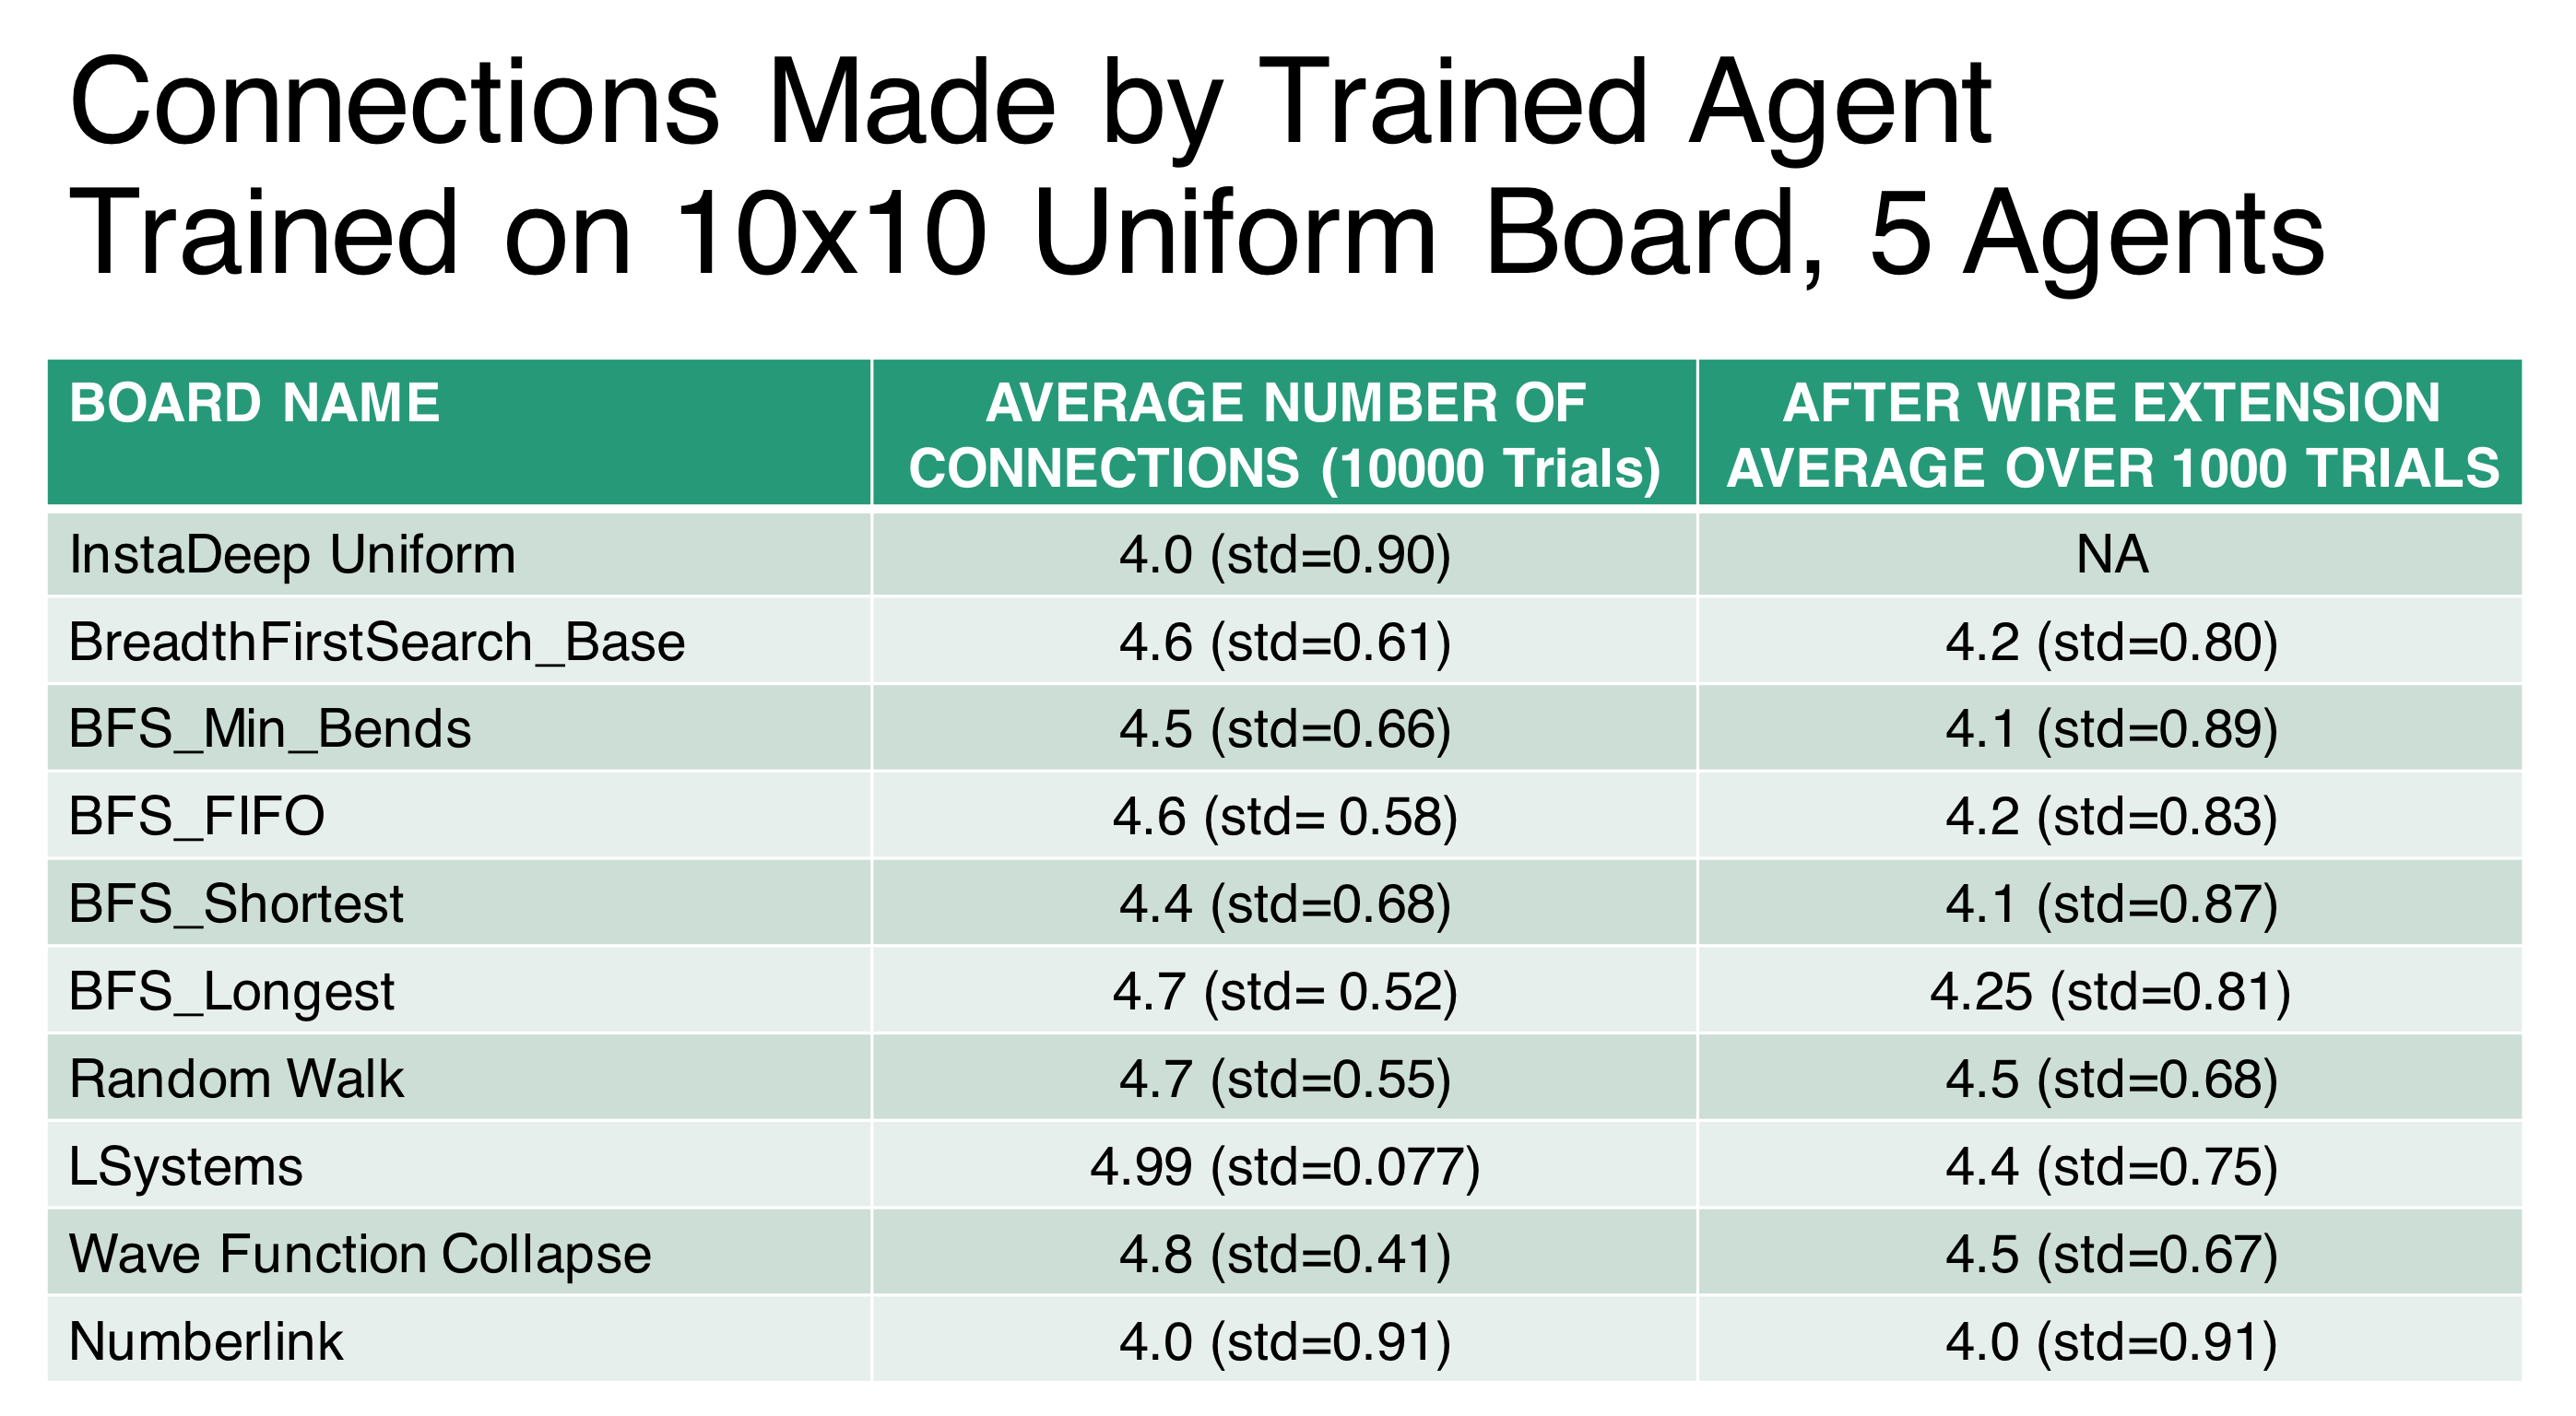 Connections Made by Trained Agent
Trained on 10x10 Uniform Board, 5 Agents
BOARD NAME
AVERAGE NUMBER OF
CONNECTIONS (10000 Trials)
AFTER WIRE EXTENSION
AVERAGE OVER 1000 TRIALS
InstaDeep Uniform 4.0 (std=0.90) NA
BreadthFirstSearch_Base 4.6 (std=0.61) 4.2 (std=0.80)
BFS_Min_Bends 4.5 (std=0.66) 4.1 (std=0.89)
BFS_FIFO 4.6 (std= 0.58) 4.2 (std=0.83)
BFS_Shortest 4.4 (std=0.68) 4.1 (std=0.87)
BFS_Longest 4.7 (std= 0.52) 4.25 (std=0.81)
Random Walk 4.7 (std=0.55) 4.5 (std=0.68)
LSystems 4.99 (std=0.077) 4.4 (std=0.75)
Wave Function Collapse 4.8 (std=0.41) 4.5 (std=0.67)
Numberlink 4.0 (std=0.91) 4.0 (std=0.91)